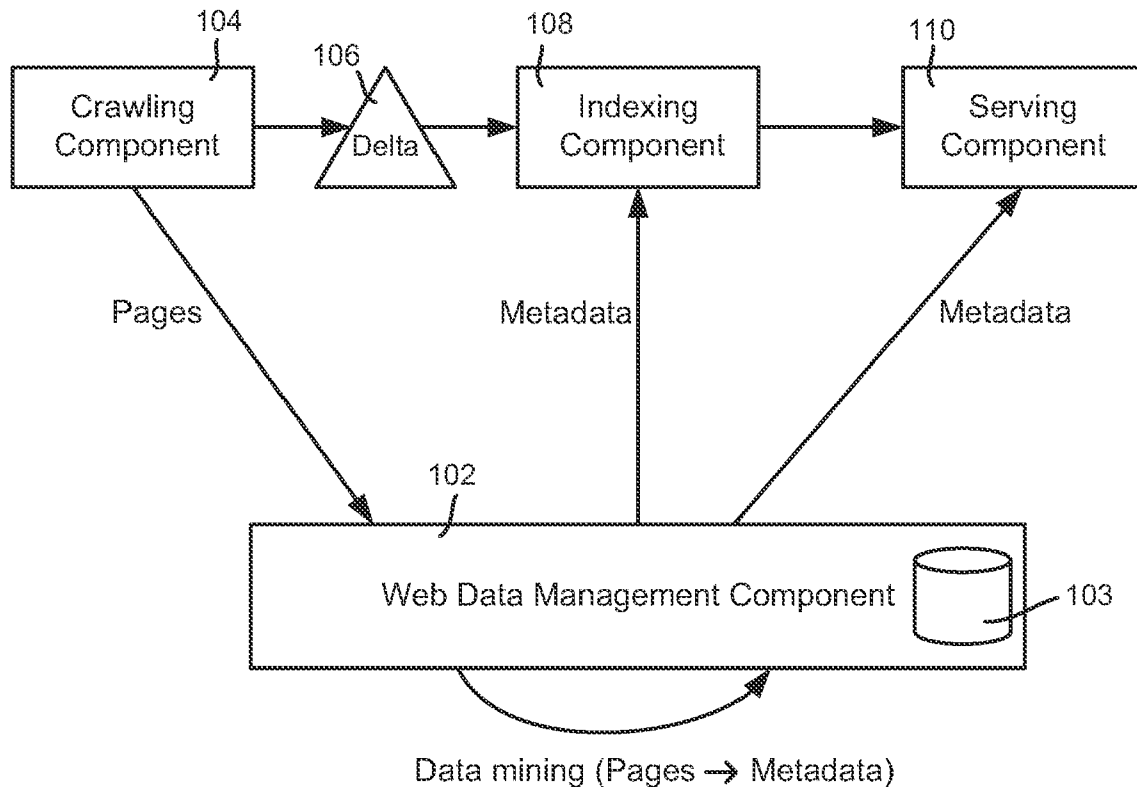 104
106
108
110
Crawling
Component
Delta
Indexing
Component
Serving
Component
Pages
Metadata
Metadata
102
Web Data Management Component
103
Data mining (Pages → Metadata)